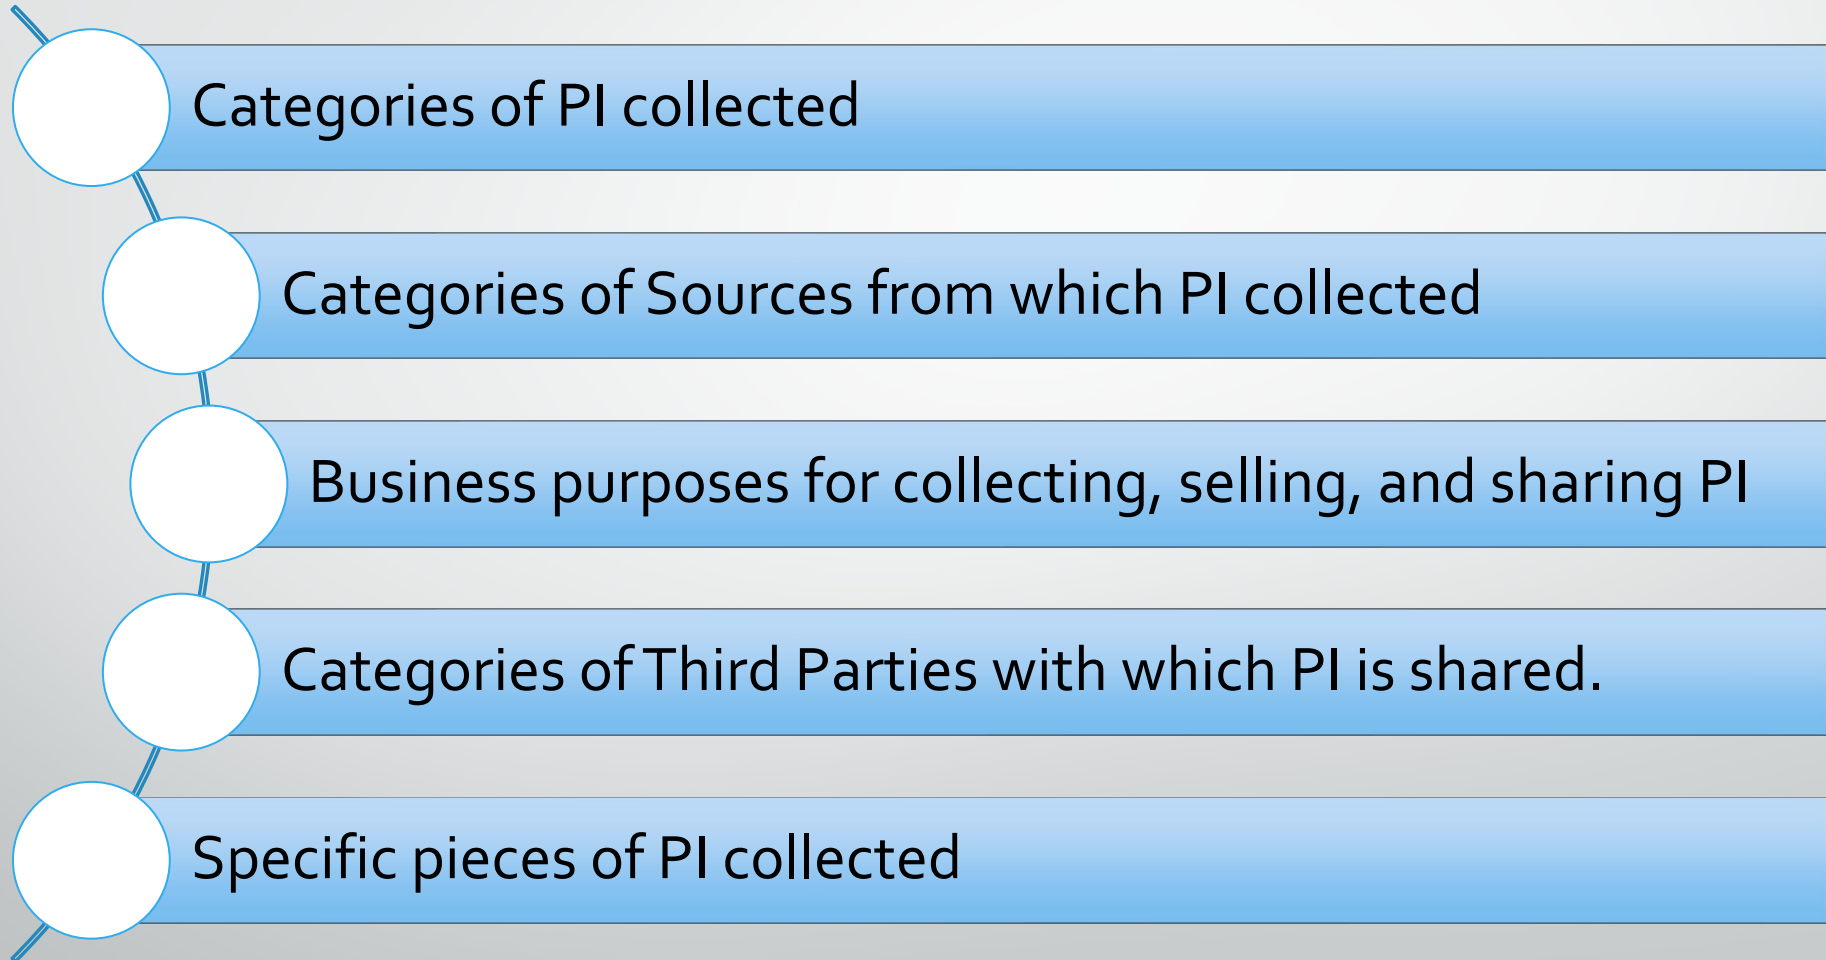 Categories of PI collected
Categories of Sources from which PI collected
Business purposes for collecting, selling, and sharing PI
Categories of Third Parties with which PI is shared.
Specific pieces of PI collected